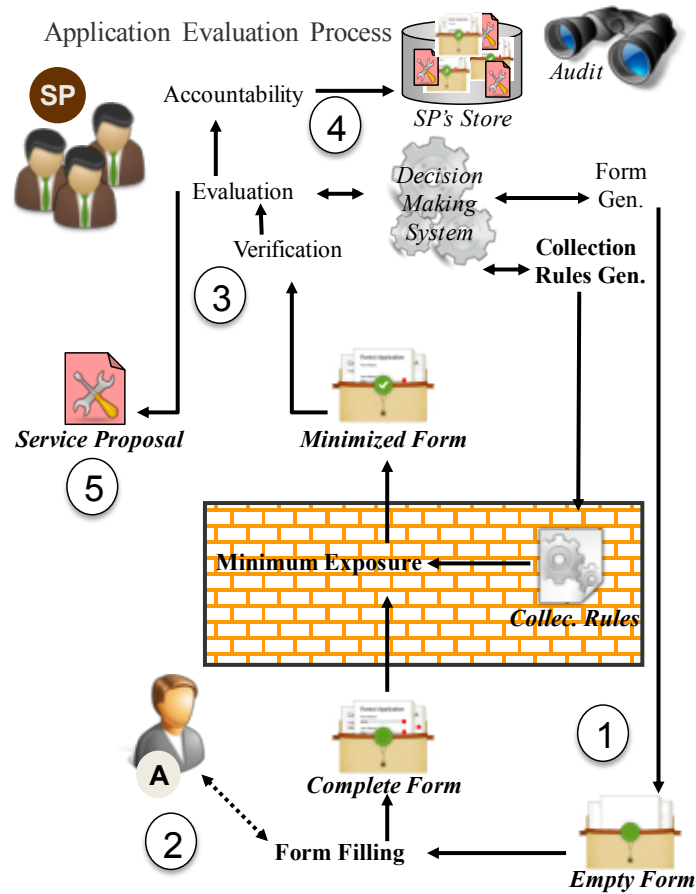 Application Evaluation Process
Audit
SP
Accountability
4
SP's Store
Evaluation
Decision
Making
System
Form
Gen.
Verification
Collection
Rules Gen.
3
Service Proposal
Minimized Form
5
Minimum Exposure
Collec. Rules
A
Complete Form
1
2
Form Filling
Empty Form